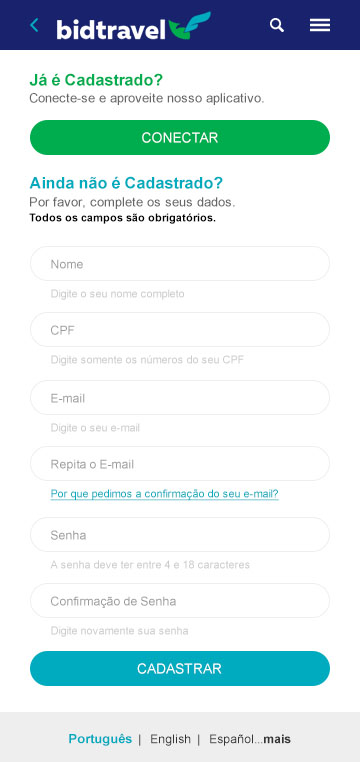 bidtravel
Já é Cadastrado?
Conecte-se e aproveite nosso aplicativo.
CONECTAR
Ainda não é Cadastrado?
Por favor, complete os seus dados.
Todos os campos são obrigatórios.
Nome
Digite o seu nome completo
CPF
Digite somente os números do seu CPF
E-mail
Digite o seu e-mail
Repita o E-mail
Por que pedimos a confirmação do seu e-mail?
Senha
A senha deve ter entre 4 e 18 caracteres
Confirmação de Senha
Digite novamente sua senha
CADASTRAR
Português | English | Español...mais